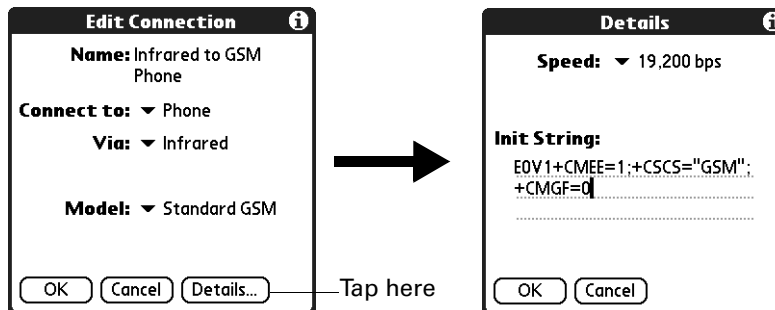 Edit Connection
Name: Infrared to GSM
Phone
Connect to: Phone
Via: Infrared
Model: Standard GSM
OK Cancel Details...
Tap here
Details
Speed: 19,200 bps
Init String:
E0V1+CMEE=1;+CSCS="GSM";
+CMGF=0
OK Cancel